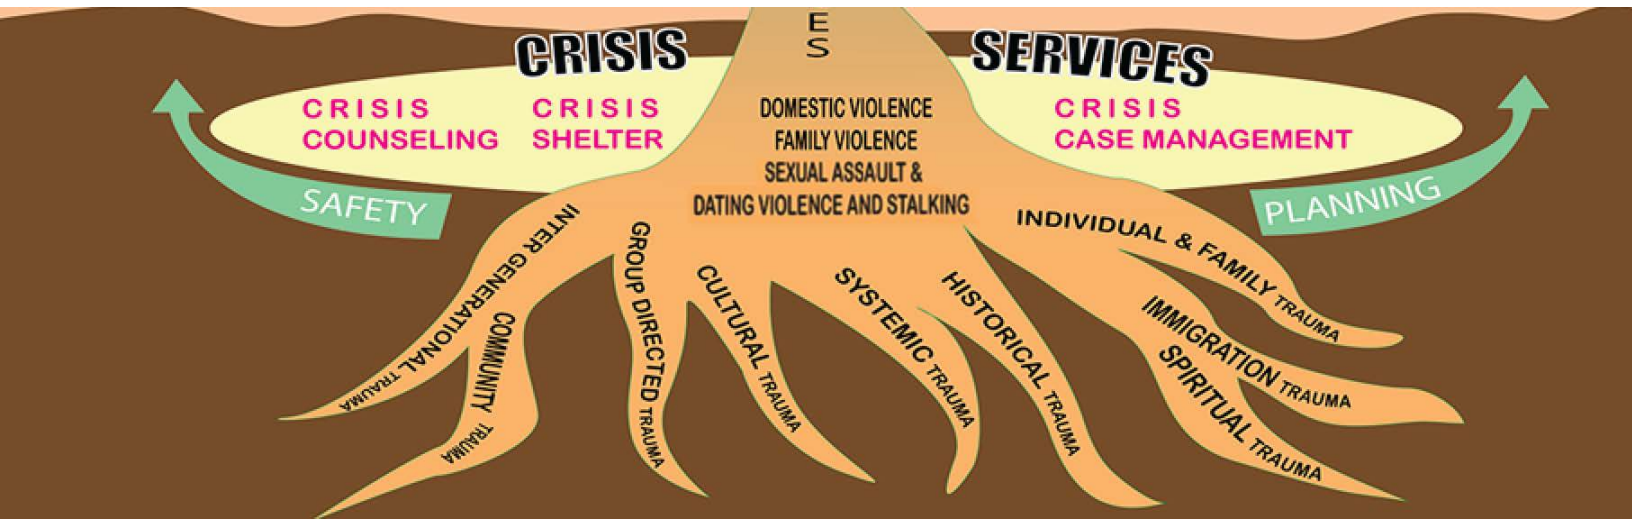 E
S
CRISIS
SERVICES
CRISIS
COUNSELING
CRISIS
SHELTER
DOMESTIC VIOLENCE
FAMILY VIOLENCE
SEXUAL ASSAULT &
DATING VIOLENCE AND STALKING
CRISIS
CASE MANAGEMENT
SAFETY
PLANNING
INTER GENERATIONAL TRAUMA
COMMUNITY TRAUMA
GROUP DIRECTED TRAUMA
CULTURAL TRAUMA
SYSTEMIC TRAUMA
HISTORICAL TRAUMA
INDIVIDUAL & FAMILY TRAUMA
IMMIGRATION TRAUMA
SPIRITUAL TRAUMA